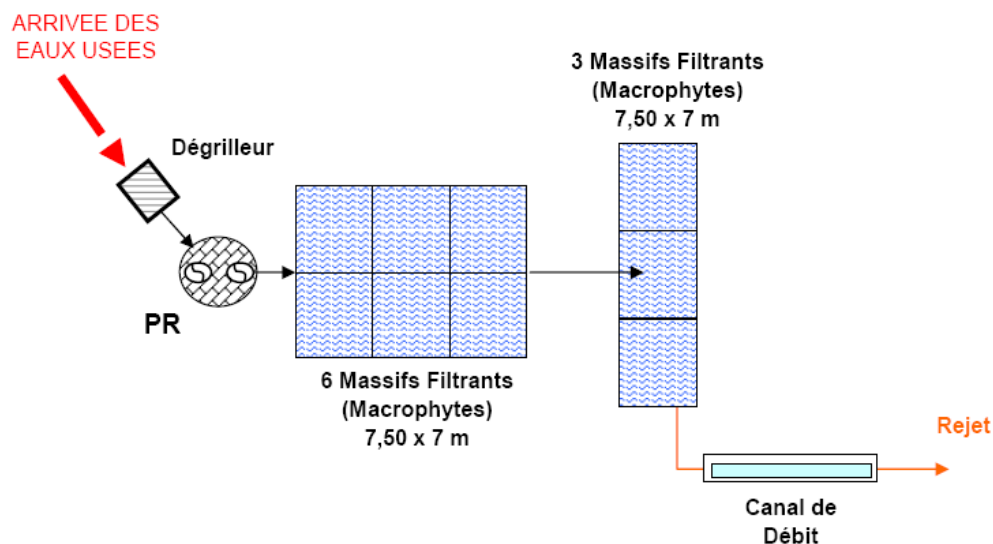 ARRIVEE DES
EAUX USEES
Dégrilleur
PR
6 Massifs Filtrants
(Macrophytes)
7,50 x 7 m
3 Massifs Filtrants
(Macrophytes)
7,50 x 7 m
Rejet
Canal de
Débit